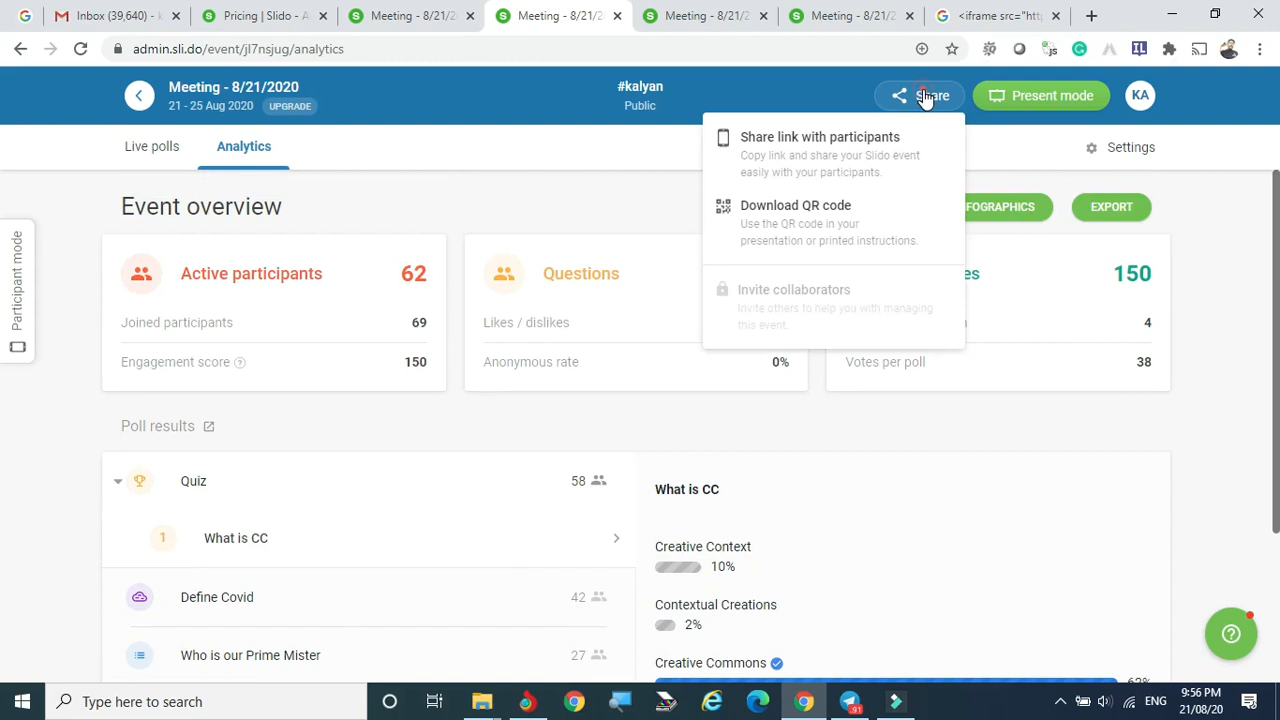 Inbox (39,640) - k
Pricing | Slido - A
Meeting - 8/21/20
Meeting - 8/21/20
Meeting - 8/21/20
Meeting - 8/21/20
<iframe src="htt
admin.sli.do/event/jl7nsjug/analytics
Meeting - 8/21/2020
21 - 25 Aug 2020 UPGRADE
#kalyan
Public
Share
Present mode
KA
Live polls
Analytics
Settings
Share link with participants
Copy link and share your Slido event
easily with your participants.
Download QR code
Use the QR code in your
presentation or printed instructions.
Invite collaborators
Invite others to help you with managing
this event.
Participant mode
Event overview
EXPORT
Active participants 62
Joined participants 69
Engagement score 150
Questions
Likes / dislikes
Anonymous rate 0%
150
4
Votes per poll 38
Poll results
Quiz 58
1 What is CC
Define Covid 42
Who is our Prime Mister 27
What is CC
Creative Context
10%
Contextual Creations
2%
Creative Commons
Type here to search
91
ENG
9:56 PM
21/08/20